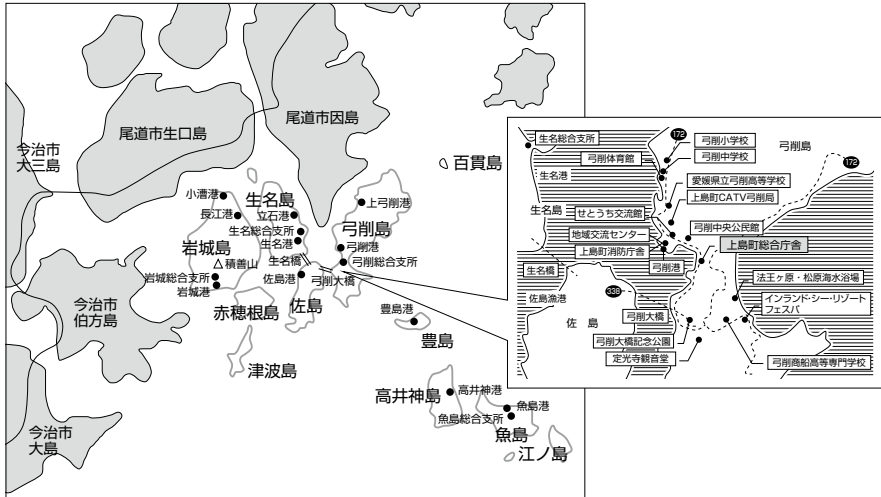 尾道市生口島
尾道市因島
今治市
大三島
百貫島
小漕港
長江港
岩城島
積善山
岩城総合支所
岩城港
生名島
立石港
生名総合支所
生名港
生名橋
佐島港
上弓削港
弓削島
弓削港
弓削総合支所
弓削大橋
赤穂根島
佐島
今治市
伯方島
津波島
豊島港
豊島
高井神島
高井神港
魚島港
魚島総合支所
魚島
江ノ島
今治市
大島
生名総合支所
172
弓削小学校
弓削島
弓削体育館
弓削中学校
172
生名港
愛媛県立弓削高等学校
上島町CATV弓削局
生名島
せとうち交流館
弓削中央公民館
地域交流センター
上島町総合庁舎
上島町消防庁舎
生名橋
弓削港
法王ヶ原・松原海水浴場
佐島漁港
338
インランド・シー・リゾート
フェスパ
佐島
弓削大橋
弓削大橋記念公園
定光寺観音堂
弓削商船高等専門学校